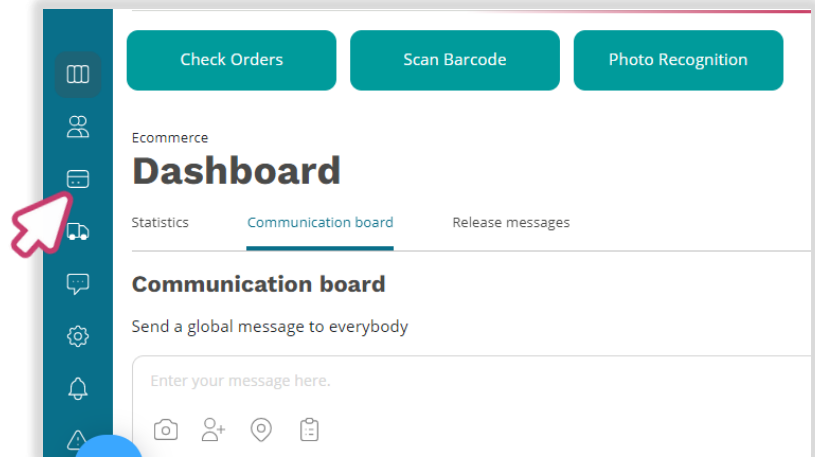 Check Orders
Scan Barcode
Photo Recognition
Ecommerce
Dashboard
Statistics
Communication board
Release messages
Communication board
Send a global message to everybody
Enter your message here.